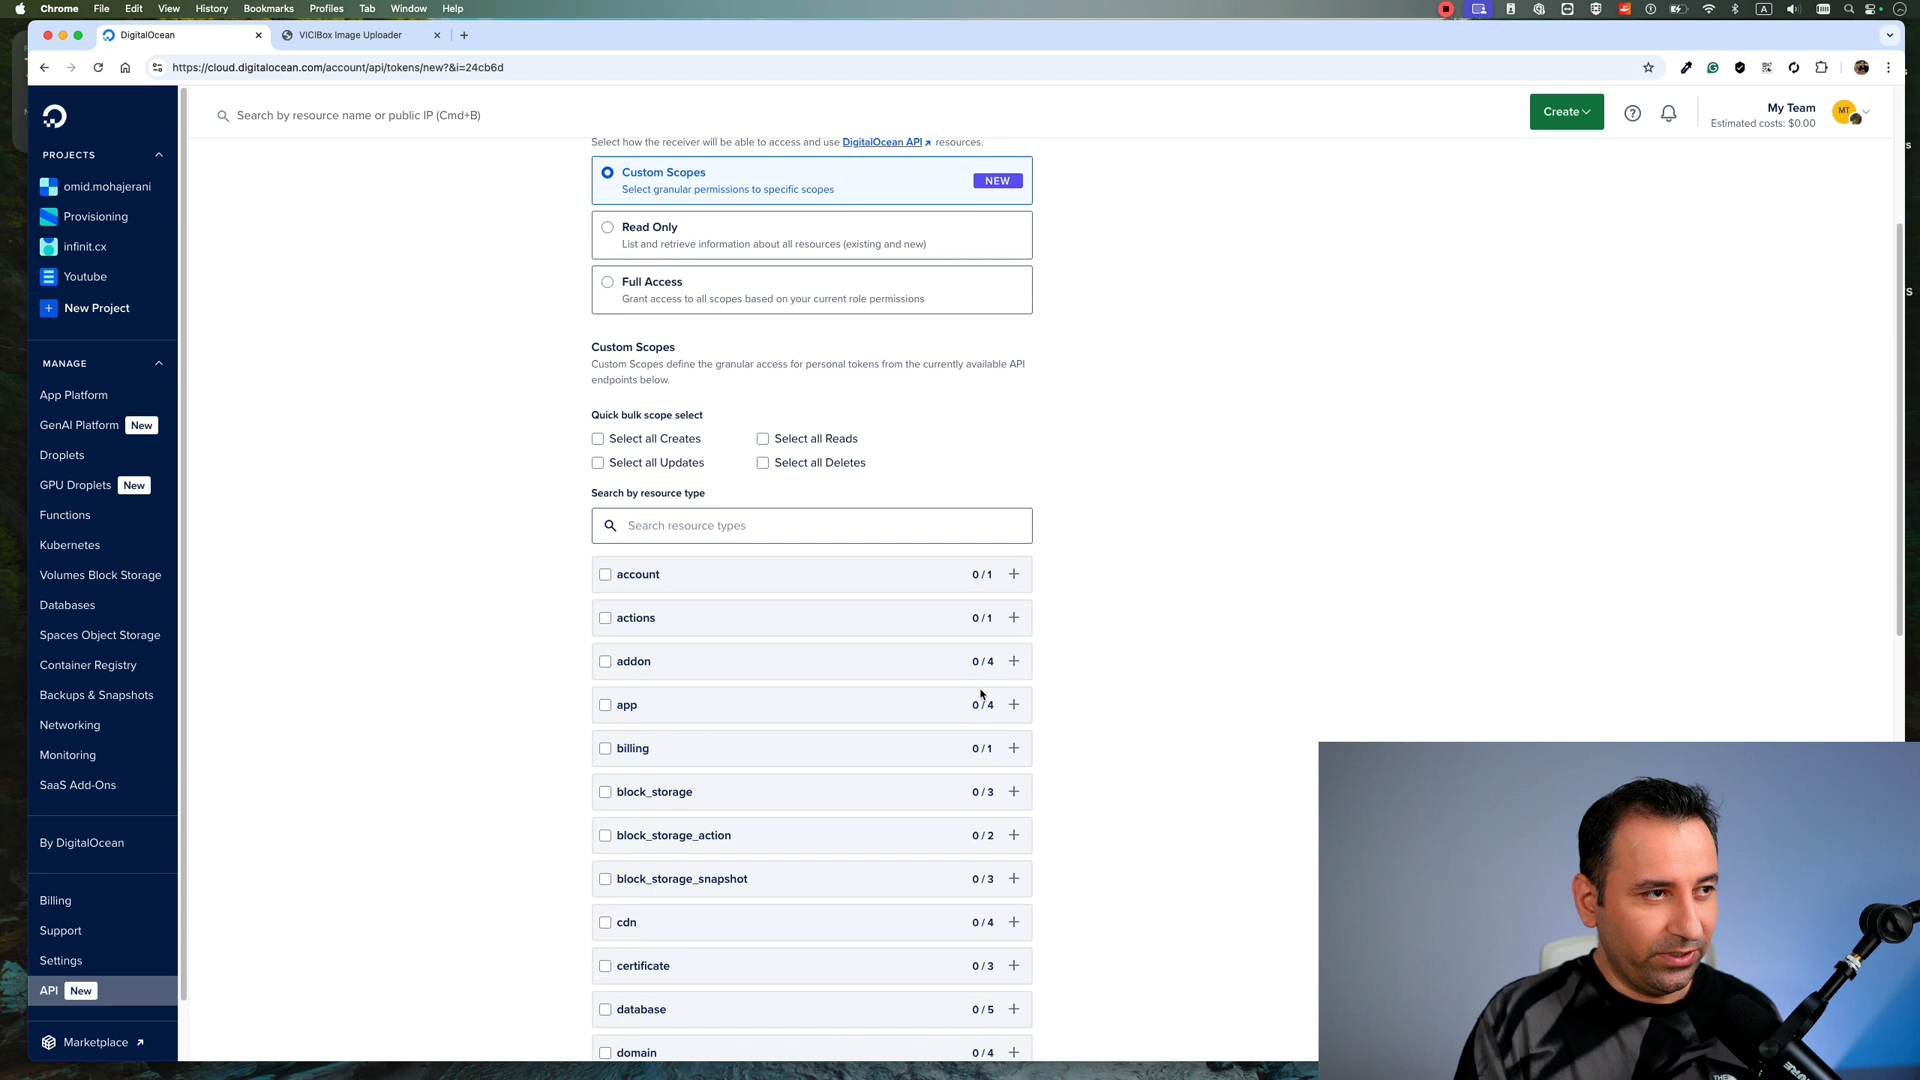 Chrome File Edit View History Bookmarks Profiles Tab Window Help
DigitalOcean
VICIBox Image Uploader
https://cloud.digitalocean.com/account/api/tokens/new?&i=24cb6d
Search by resource name or public IP (Cmd+B)
Create
My Team
Estimated costs: $0.00
MT
PROJECTS
omid.mohajerani
Provisioning
infinit.cx
Youtube
New Project
MANAGE
App Platform
GenAI Platform New
Droplets
GPU Droplets New
Functions
Kubernetes
Volumes Block Storage
Databases
Spaces Object Storage
Container Registry
Backups & Snapshots
Networking
Monitoring
SaaS Add-Ons
By DigitalOcean
Billing
Support
Settings
API New
Marketplace
Select how the receiver will be able to access and use DigitalOcean API resources.
Custom Scopes
Select granular permissions to specific scopes
NEW
Read Only
List and retrieve information about all resources (existing and new)
Full Access
Grant access to all scopes based on your current role permissions
Custom Scopes
Custom Scopes define the granular access for personal tokens from the currently available API
endpoints below.
Quick bulk scope select
Select all Creates Select all Reads
Select all Updates Select all Deletes
Search by resource type
Search resource types
account 0 / 1
actions 0 / 1
addon 0 / 4
app 0 / 4
billing 0 / 1
block_storage 0 / 3
block_storage_action 0 / 2
block_storage_snapshot 0 / 3
cdn 0 / 4
certificate 0 / 3
database 0 / 5
domain 0 / 4